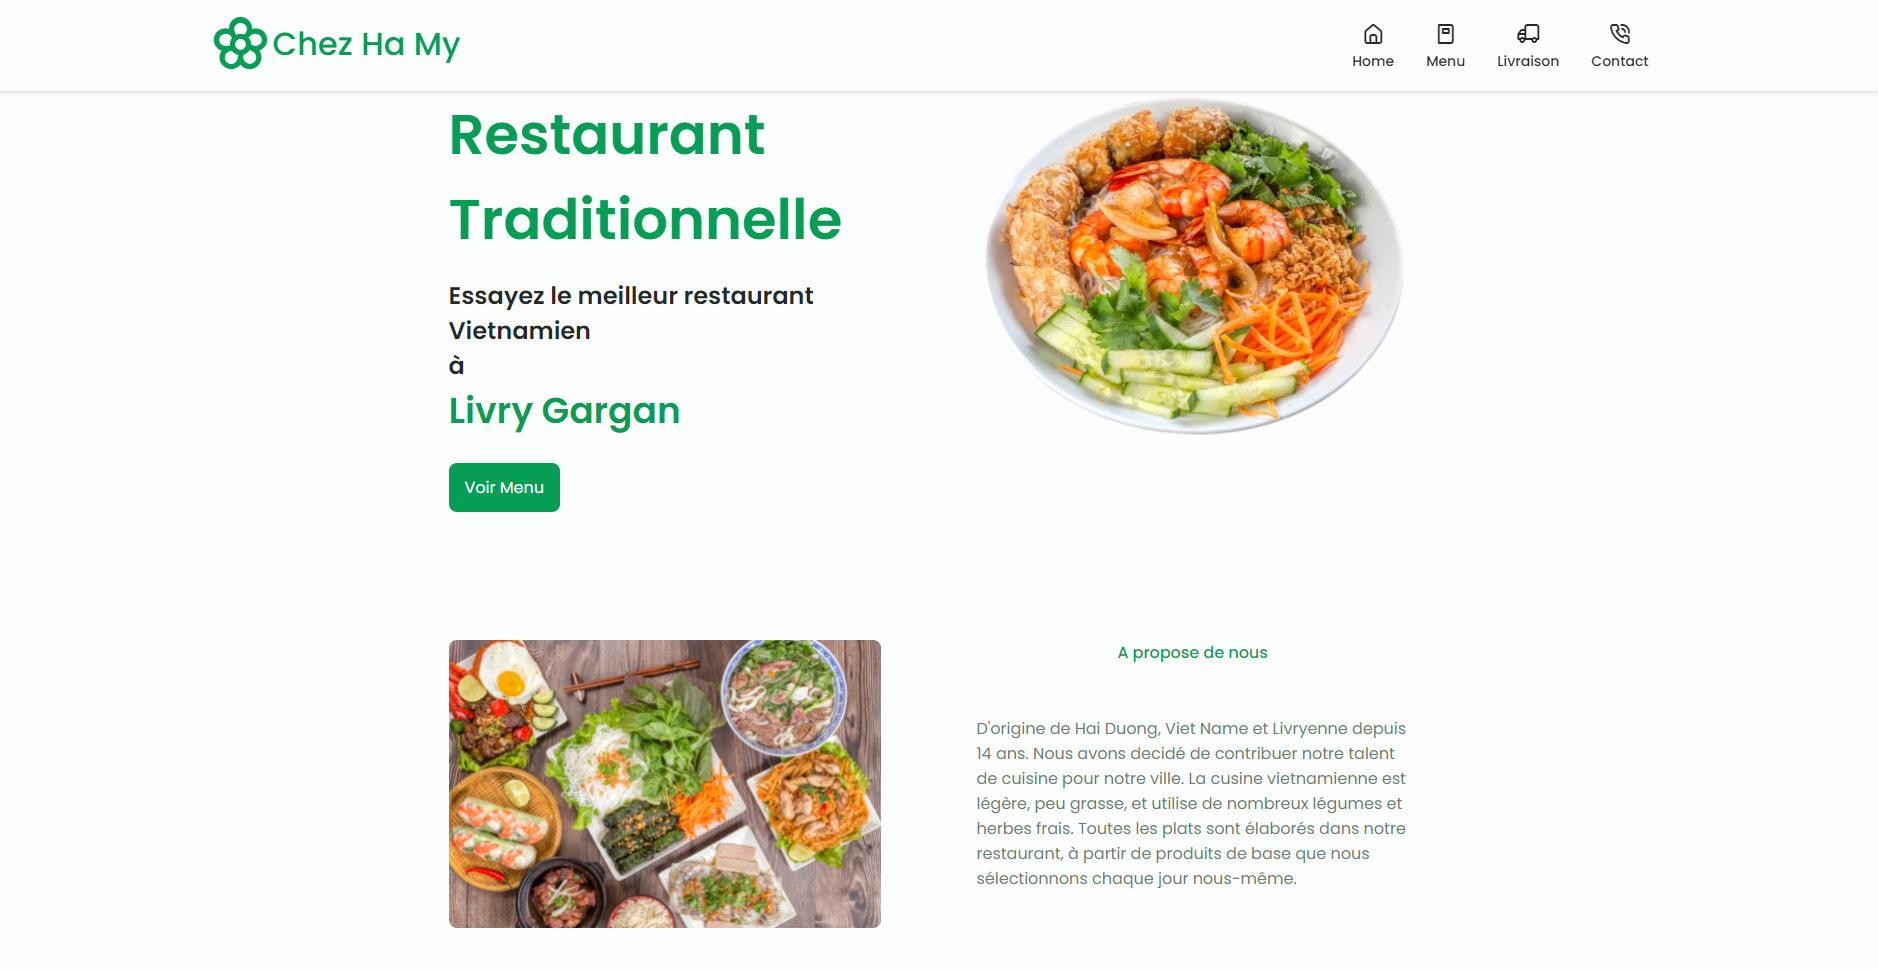 Chez Ha My
Home
Menu
Livraison
Contact
Restaurant
Traditionnelle
Essayez le meilleur restaurant
Vietnamien
à
Livry Gargan
Voir Menu
A propose de nous
D'origine de Hai Duong, Viet Name et Livryenne depuis
14 ans. Nous avons decidé de contribuer notre talent
de cuisine pour notre ville. La cusine vietnamienne est
légère, peu grasse, et utilise de nombreux légumes et
herbes frais. Toutes les plats sont élaborés dans notre
restaurant, à partir de produits de base que nous
sélectionnons chaque jour nous-même.